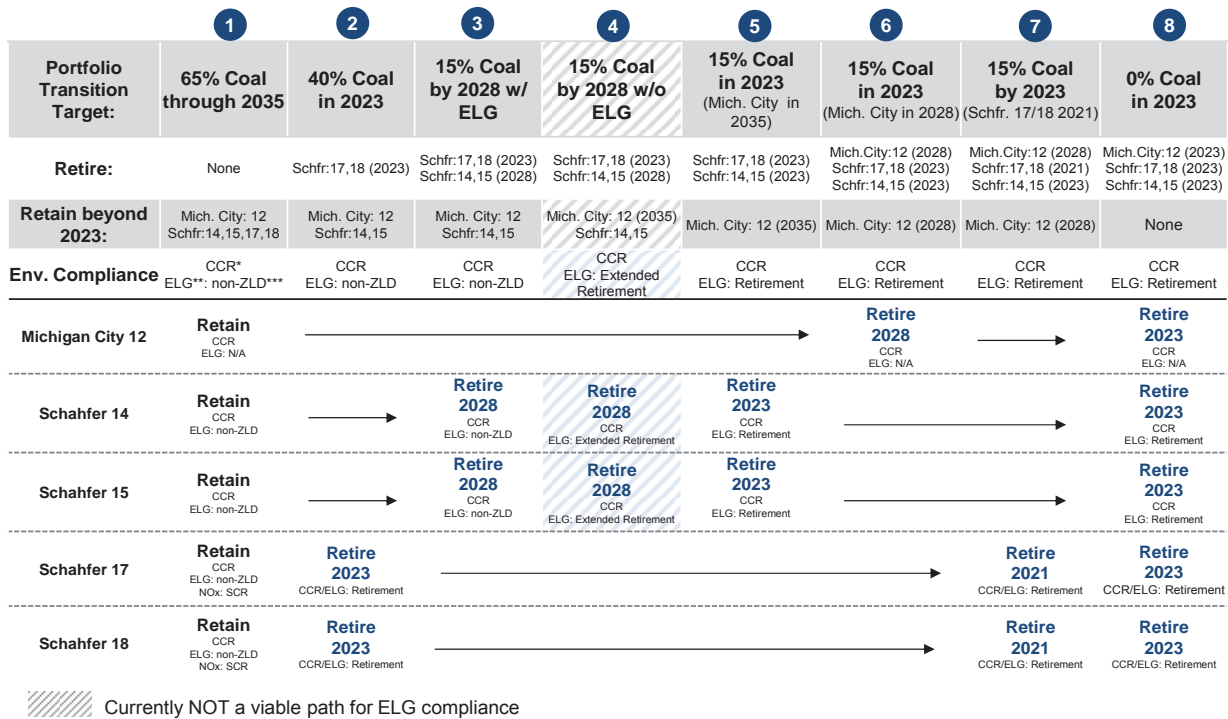 1 2 3 4 5 6 7 8
Portfolio Transition Target:
65% Coal through 2035
40% Coal in 2023
15% Coal by 2028 w/ ELG
15% Coal by 2028 w/o ELG
15% Coal in 2023 (Mich. City in 2035)
15% Coal in 2023 (Mich. City in 2028)
15% Coal by 2023 (Schfr. 17/18 2021)
0% Coal in 2023
Retire:
None
Schfr:17,18 (2023)
Schfr:17,18 (2023)
Schfr:14,15 (2028)
Schfr:17,18 (2023)
Schfr:14,15 (2028)
Schfr:17,18 (2023)
Schfr:14,15 (2023)
Mich.City:12 (2028)
Schfr:17,18 (2023)
Schfr:14,15 (2023)
Mich.City:12 (2028)
Schfr:17,18 (2021)
Schfr:14,15 (2023)
Mich.City:12 (2023)
Schfr:17,18 (2023)
Schfr:14,15 (2023)
Retain beyond 2023:
Mich. City: 12
Schfr:14,15,17,18
Mich. City: 12
Schfr:14,15
Mich. City: 12
Schfr:14,15
Mich. City: 12 (2035)
Schfr:14,15
Mich. City: 12 (2035)
Mich. City: 12 (2028)
Mich. City: 12 (2028)
None
Env. Compliance
CCR*
ELG**: non-ZLD***
CCR
ELG: non-ZLD
CCR
ELG: non-ZLD
CCR
ELG: Extended
Retirement
CCR
ELG: Retirement
CCR
ELG: Retirement
CCR
ELG: Retirement
CCR
ELG: Retirement
Michigan City 12
Retain
CCR
ELG: N/A
Retire
2028
CCR
ELG: N/A
Retire
2023
CCR
ELG: N/A
Schahfer 14
Retain
CCR
ELG: non-ZLD
Retire
2028
CCR
ELG: non-ZLD
Retire
2028
CCR
ELG: Extended Retirement
Retire
2023
CCR
ELG: Retirement
Retire
2023
CCR
ELG: Retirement
Schahfer 15
Retain
CCR
ELG: non-ZLD
Retire
2028
CCR
ELG: non-ZLD
Retire
2028
CCR
ELG: Extended Retirement
Retire
2023
CCR
ELG: Retirement
Retire
2023
CCR
ELG: Retirement
Schahfer 17
Retain
CCR
ELG: non-ZLD
NOx: SCR
Retire
2023
CCR/ELG: Retirement
Retire
2021
CCR/ELG: Retirement
Retire
2023
CCR/ELG: Retirement
Schahfer 18
Retain
CCR
ELG: non-ZLD
NOx: SCR
Retire
2023
CCR/ELG: Retirement
Retire
2021
CCR/ELG: Retirement
Retire
2023
CCR/ELG: Retirement
Currently NOT a viable path for ELG compliance